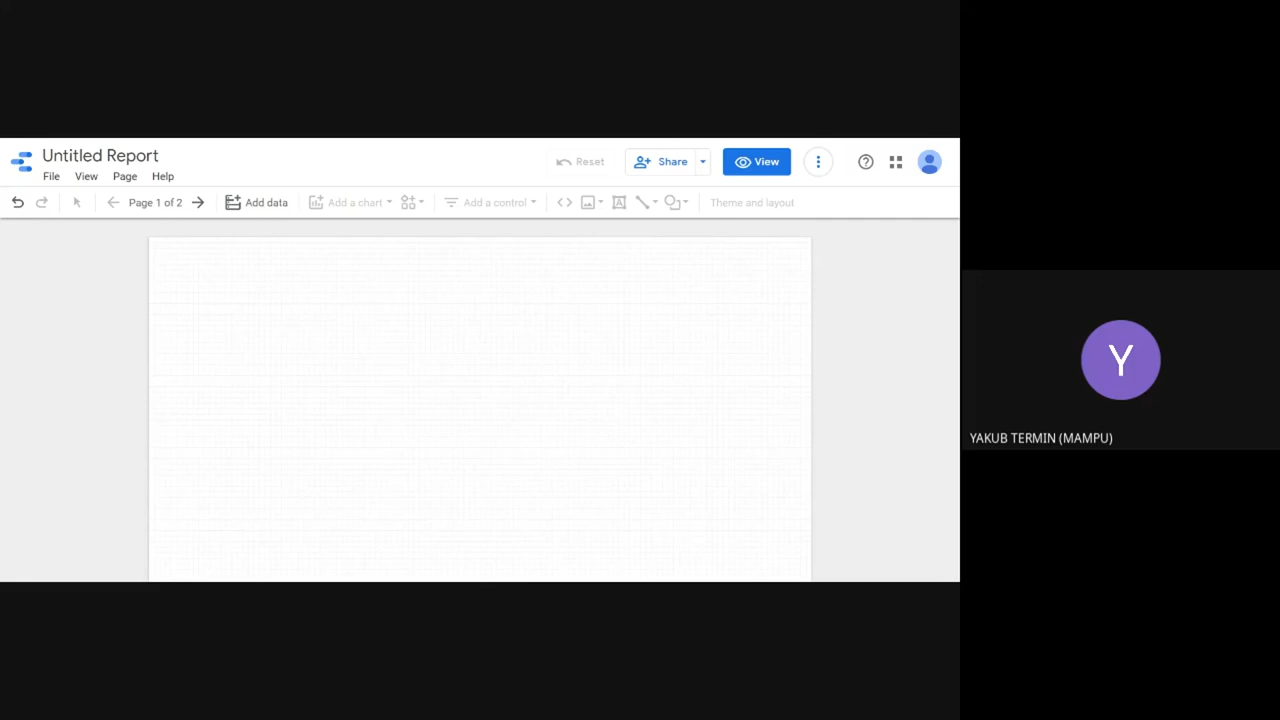 Untitled Report
Reset
Share
View
File View Page Help
Page 1 of 2
Add data
Add a chart
Add a control
A
Theme and layout
Y
YAKUB TERMIN (MAMPU)